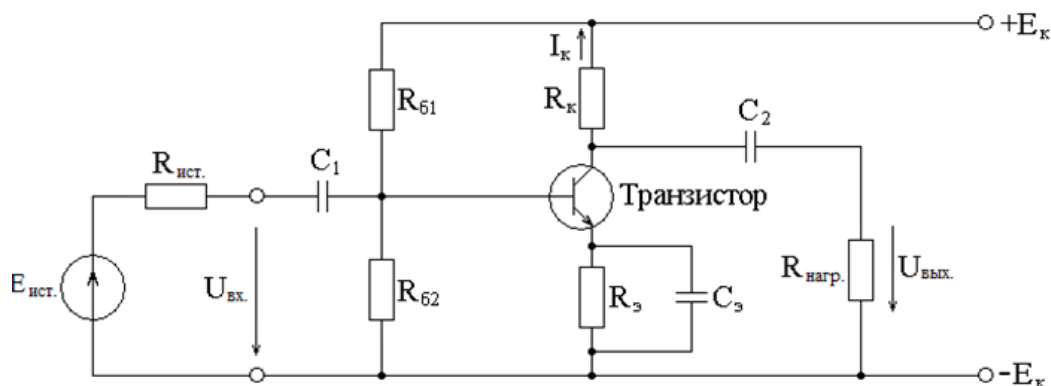 +Eк
Iк
Rб1
Rк
C2
Rист.
C1
Транзистор
Eист.
Uвх.
Rб2
Rэ
Cэ
Rнагр.
Uвых.
-Eк